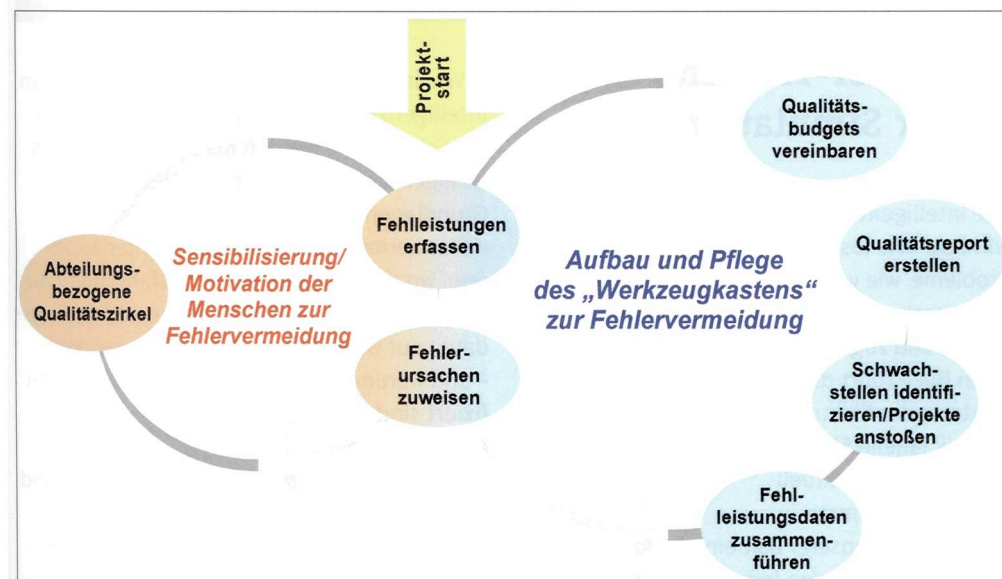 Projekt-
start
Qualitäts-
budgets
vereinbaren
Fehlleistungen
erfassen
Qualitätsreport
erstellen
Abteilungs-
bezogene
Qualitätszirkel
Sensibilisierung/
Motivation der
Menschen zur
Fehlervermeidung
Aufbau und Pflege
des „Werkzeugkastens“
zur Fehlervermeidung
Fehler-
ursachen
zuweisen
Schwach-
stellen identifi-
zieren/Projekte
anstoßen
Fehl-
leistungsdaten
zusammen-
führen